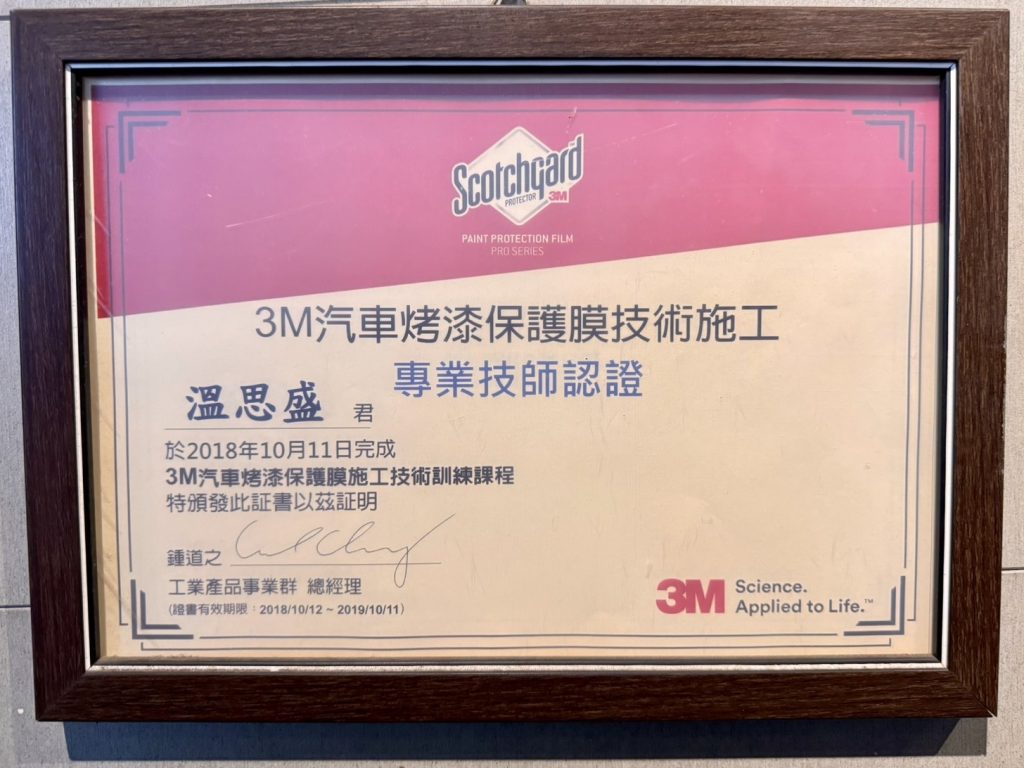 Scotchgard™
PROTECTOR 3M
PAINT PROTECTION FILM
PRO SERIES
3M汽車烤漆保護膜技術施工
專業技師認證
溫思盛 君
於2018年10月11日完成
3M汽車烤漆保護膜施工技術訓練課程
特頒發此証書以茲証明
鍾道之
工業產品事業群 總經理
(證書有效期限：2018/10/12 ~ 2019/10/11)
3M Science.
Applied to Life.™